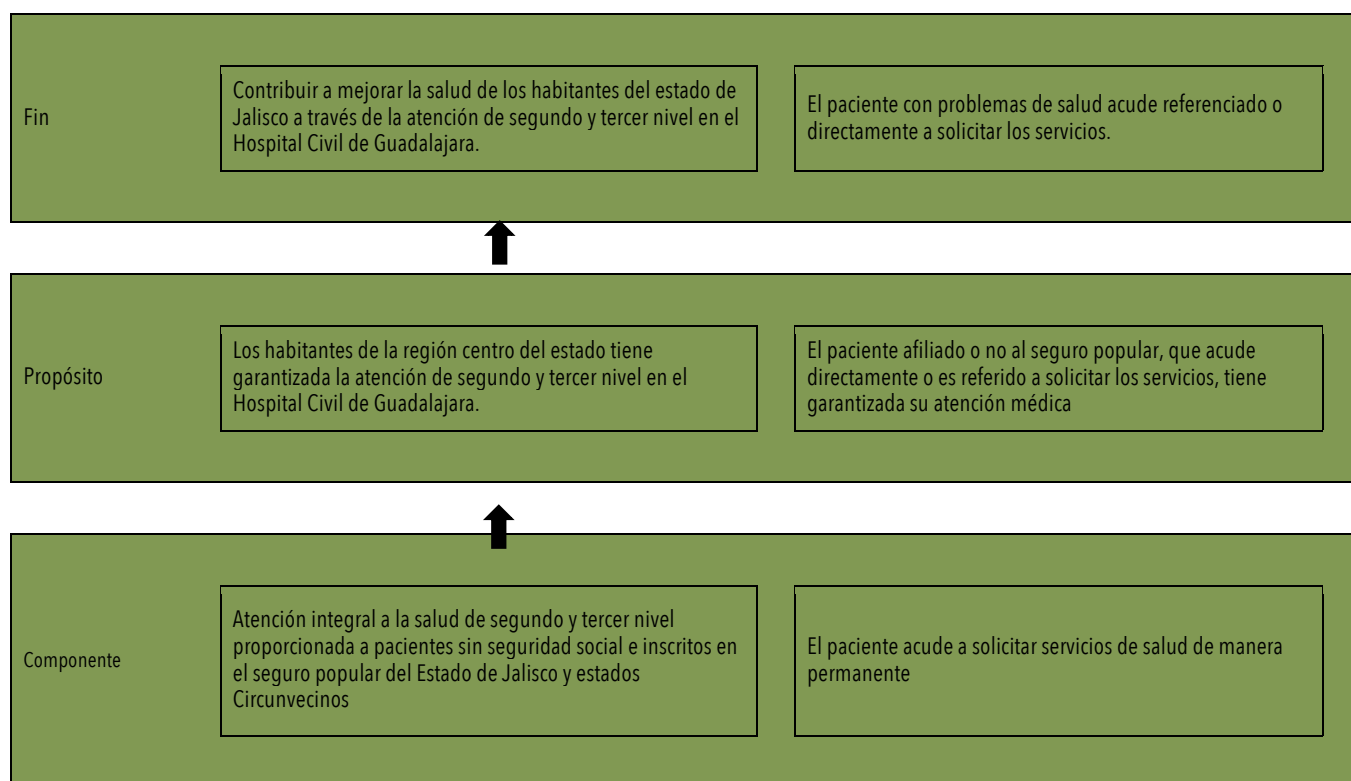 Fin
Contribuir a mejorar la salud de los habitantes del estado de
Jalisco a través de la atención de segundo y tercer nivel en el
Hospital Civil de Guadalajara.
El paciente con problemas de salud acude referenciado o
directamente a solicitar los servicios.
Propósito
Los habitantes de la región centro del estado tiene
garantizada la atención de segundo y tercer nivel en el
Hospital Civil de Guadalajara.
El paciente afiliado o no al seguro popular, que acude
directamente o es referido a solicitar los servicios, tiene
garantizada su atención médica
Componente
Atención integral a la salud de segundo y tercer nivel
proporcionada a pacientes sin seguridad social e inscritos en
el seguro popular del Estado de Jalisco y estados
Circunvecinos
El paciente acude a solicitar servicios de salud de manera
permanente